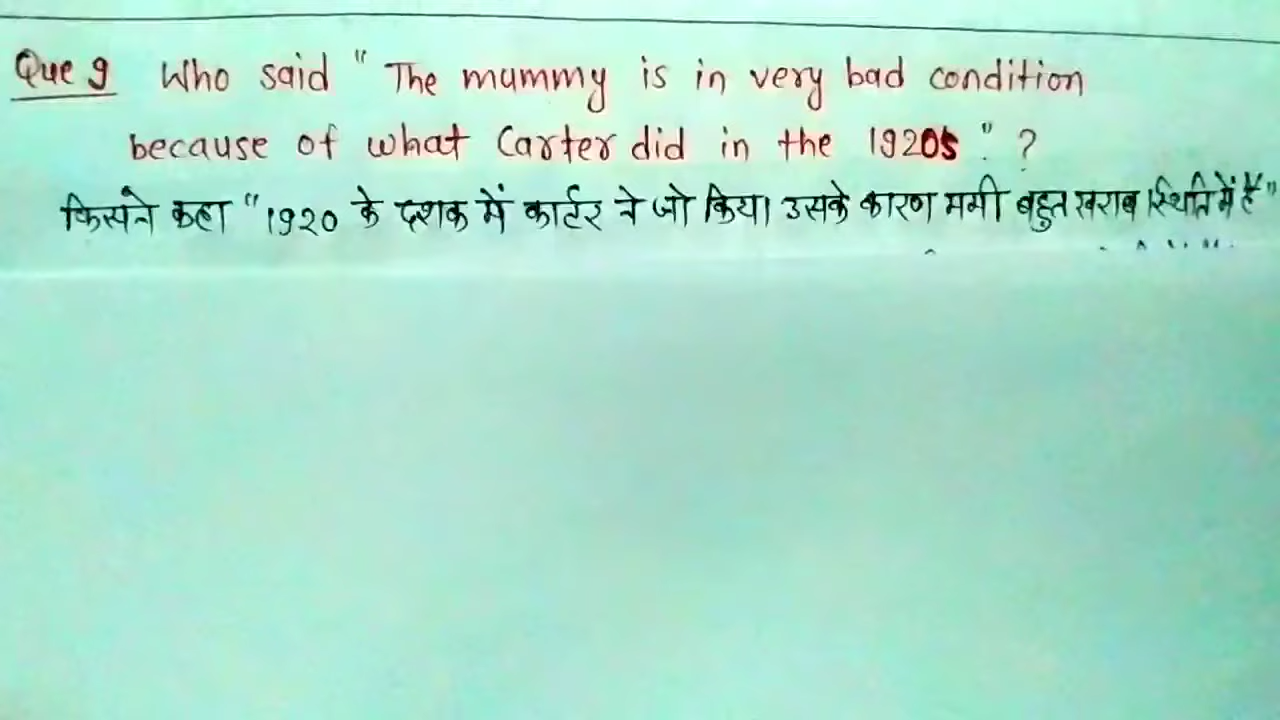 Que 9 Who said " The mummy is in very bad condition
because of what Carter did in the 1920s." ?
किसने कहा "1920 के दशक में कार्टर ने जो किया उसके कारण ममी बहुत खराब स्थिति में है"